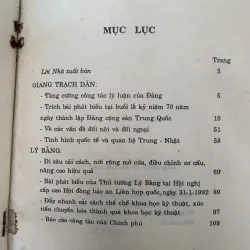 MỤC LỤC
Trang
Lời Nhà xuất bản 3
GIANG TRẠCH DÂN:
- Tăng cường công tác lý luận của Đảng 5
- Trích bài phát biểu tại buổi lễ kỷ niệm 70 năm
ngày thành lập Đảng cộng sản Trung Quốc 16
- Về các vấn đề đối nội và đối ngoại 51
- Tình hình quốc tế và quan hệ Trung - Nhật 58
LÝ BẰNG:
- Đi sâu cải cách, nới rộng mở cửa, điều chỉnh cơ cấu,
nâng cao hiệu quả 69
- Bài phát biểu của Thủ tướng Lý Bằng tại Hội nghị
cấp cao Hội đồng bảo an Liên hợp quốc, ngày 31-1-1992 89
- Đẩy nhanh cải cách thể chế khoa học kỹ thuật, xúc
tiến chuyển hóa thành quả khoa học kỹ thuật 97
- Báo cáo công tác của Chính phủ 109